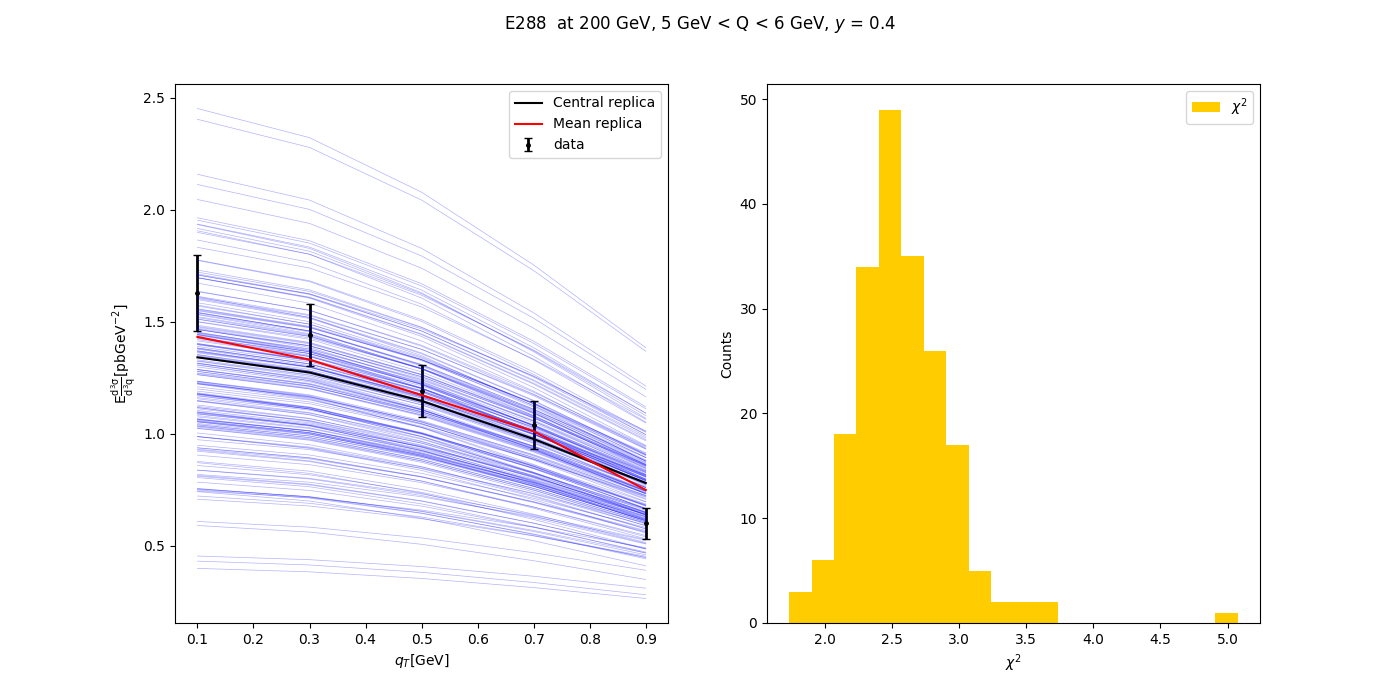 E288 at 200 GeV, 5 GeV < Q < 6 GeV, y = 0.4
2.5
2.0
1.5
1.0
0.5
E d³σ/d³q [pbGeV⁻²]
Central replica
Mean replica
data
0.1 0.2 0.3 0.4 0.5 0.6 0.7 0.8 0.9
q_T[GeV]
50
40
30
20
10
0
Counts
χ²
2.0 2.5 3.0 3.5 4.0 4.5 5.0
χ²